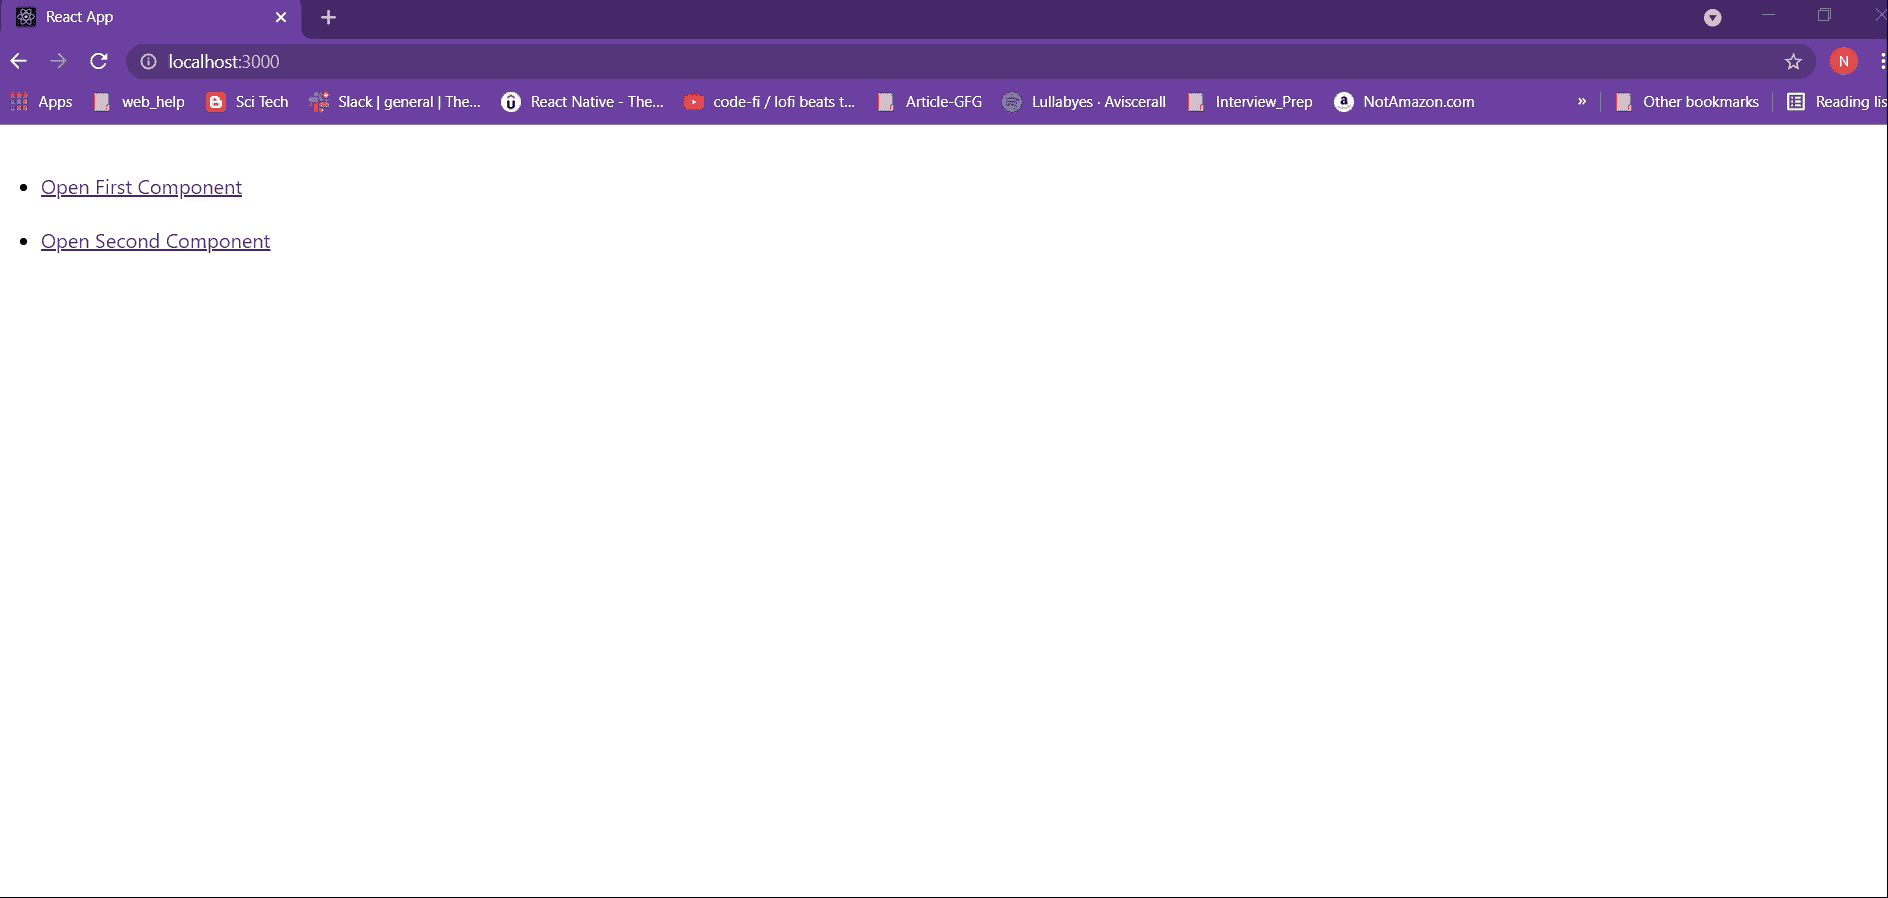 React App
localhost:3000
N
Apps web_help Sci Tech Slack | general | The... React Native - The... code-fi / lofi beats t... Article-GFG Lullabyes · Aviscerall Interview_Prep NotAmazon.com » Other bookmarks Reading lis
Open First Component
Open Second Component